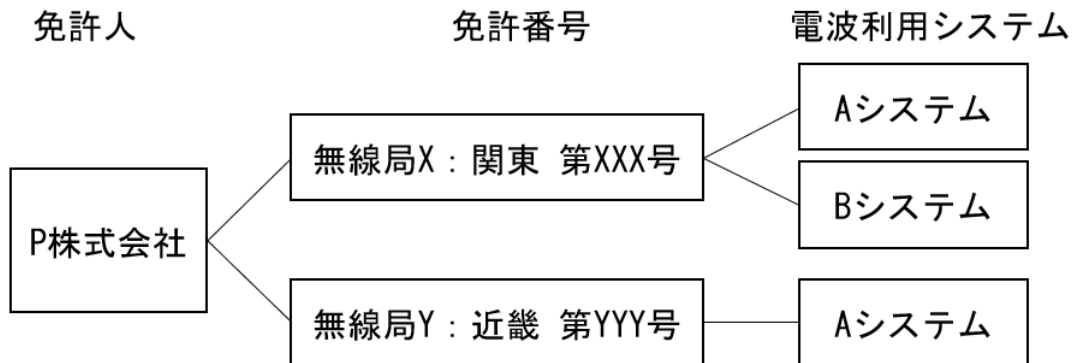 免許人 免許番号 電波利用システム
Aシステム
無線局X：関東 第XXX号
Bシステム
P株式会社
無線局Y：近畿 第YYY号 Aシステム